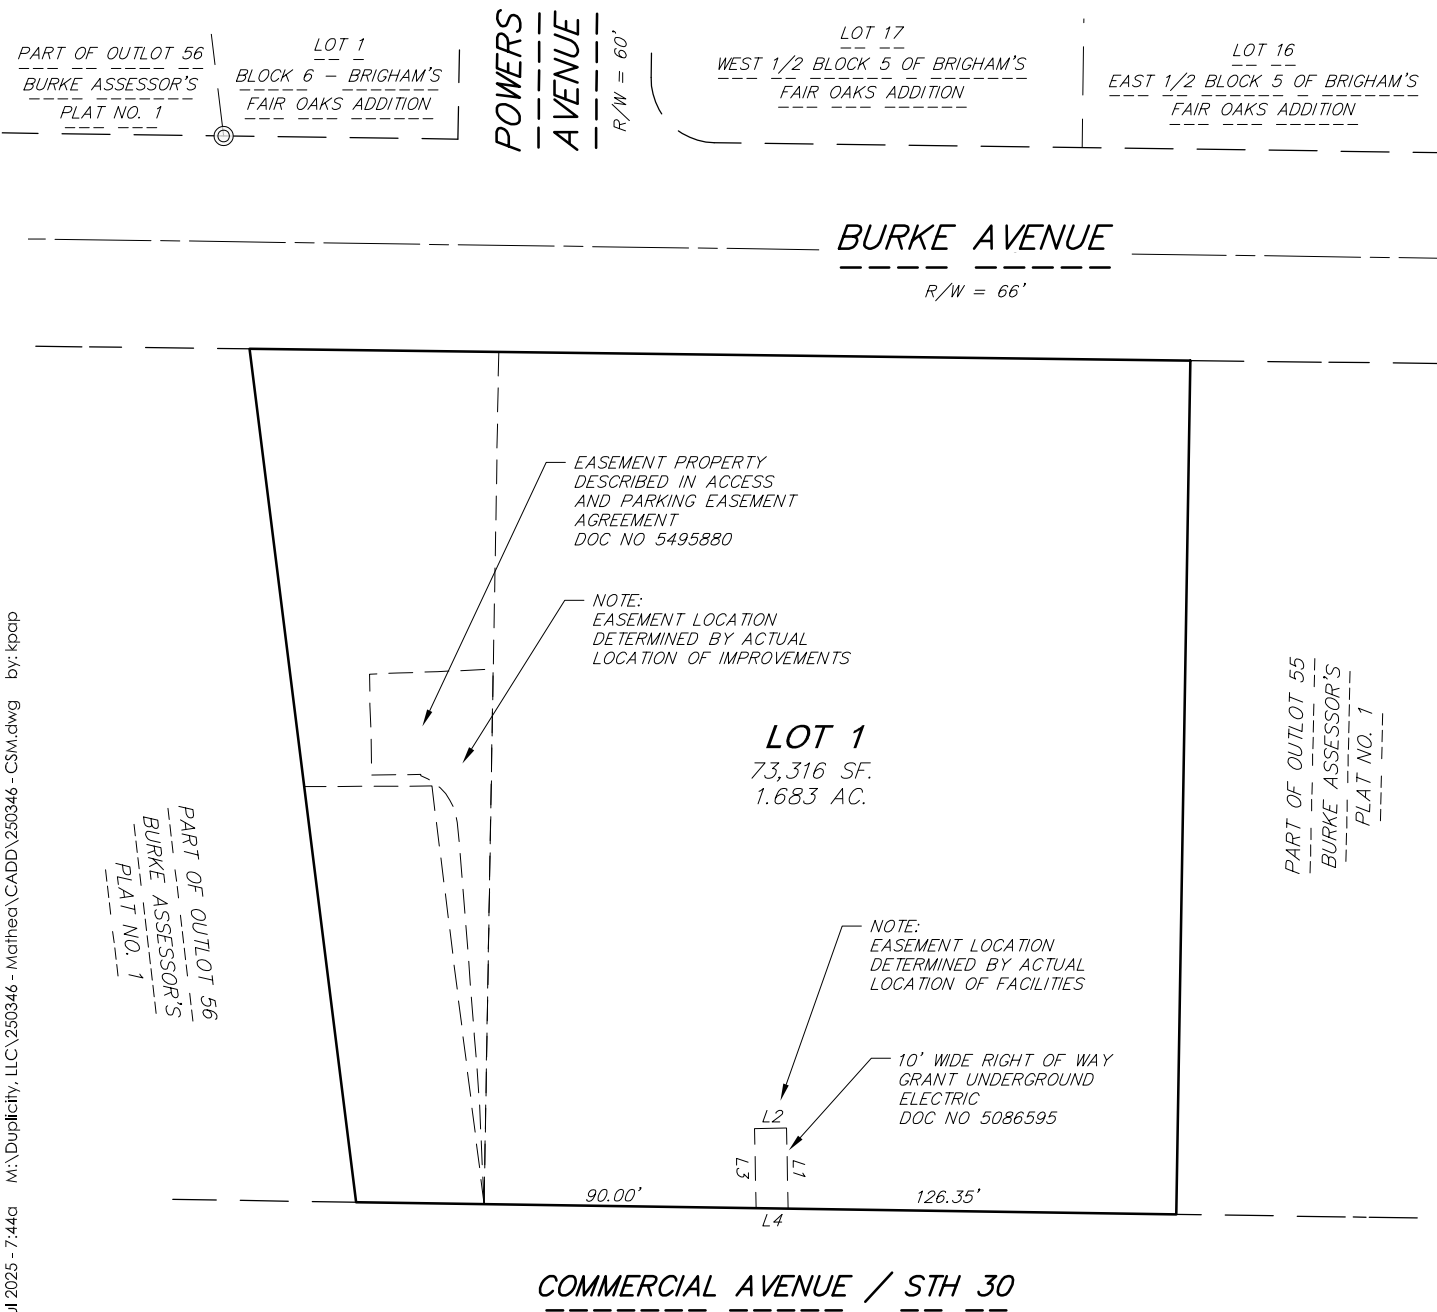 PART OF OUTLOT 56
BURKE ASSESSOR'S
PLAT NO. 1
LOT 1
BLOCK 6 - BRIGHAM'S
FAIR OAKS ADDITION
POWERS
AVENUE
R/W = 60'
LOT 17
WEST 1/2 BLOCK 5 OF BRIGHAM'S
FAIR OAKS ADDITION
LOT 16
EAST 1/2 BLOCK 5 OF BRIGHAM'S
FAIR OAKS ADDITION
BURKE AVENUE
R/W = 66'
EASEMENT PROPERTY
DESCRIBED IN ACCESS
AND PARKING EASEMENT
AGREEMENT
DOC NO 5495880
NOTE:
EASEMENT LOCATION
DETERMINED BY ACTUAL
LOCATION OF IMPROVEMENTS
LOT 1
73,316 SF.
1.683 AC.
PART OF OUTLOT 55
BURKE ASSESSOR'S
PLAT NO. 1
PART OF OUTLOT 56
BURKE ASSESSOR'S
PLAT NO. 1
NOTE:
EASEMENT LOCATION
DETERMINED BY ACTUAL
LOCATION OF FACILITIES
10' WIDE RIGHT OF WAY
GRANT UNDERGROUND
ELECTRIC
DOC NO 5086595
L2
L3
L1
90.00'
126.35'
L4
COMMERCIAL AVENUE / STH 30
2025 - 7:44a M:\Duplicity, LLC\250346 - Mathea\CADD\250346 - CSM.dwg by: kpap